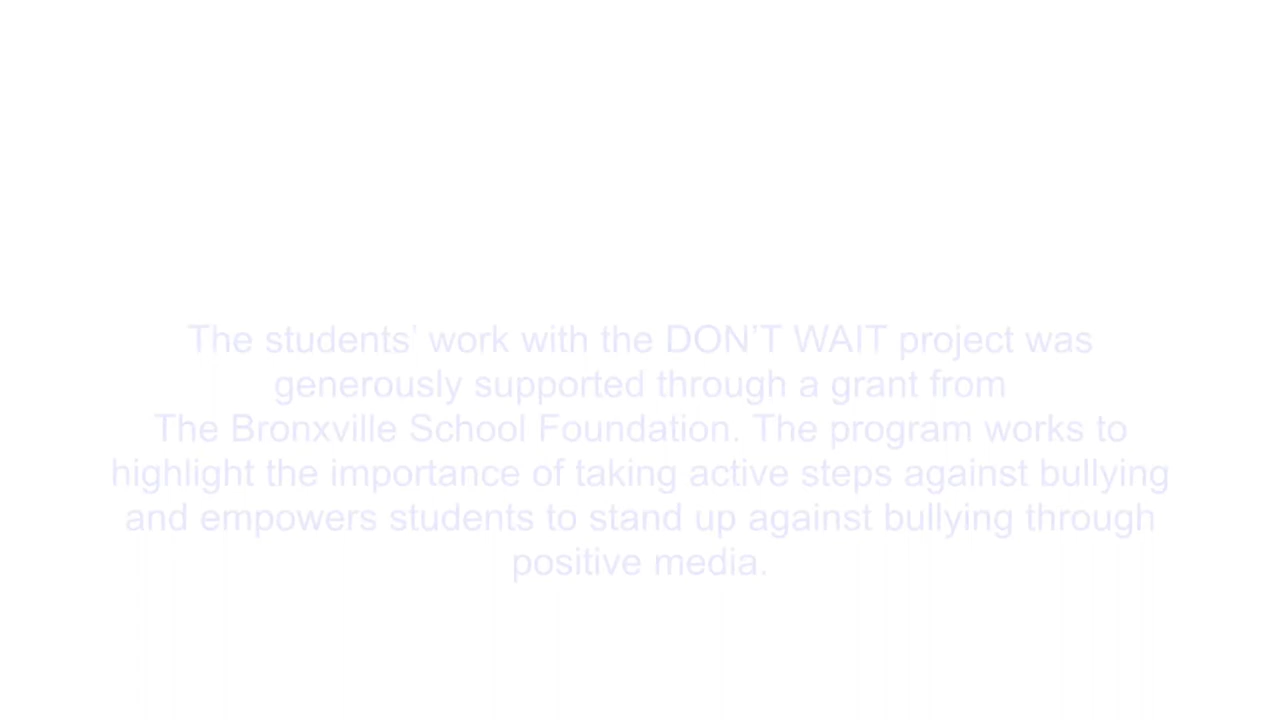 The students’ work with the DON’T WAIT project was
generously supported through a grant from
The Bronxville School Foundation. The program works to
highlight the importance of taking active steps against bullying
and empowers students to stand up against bullying through
positive media.